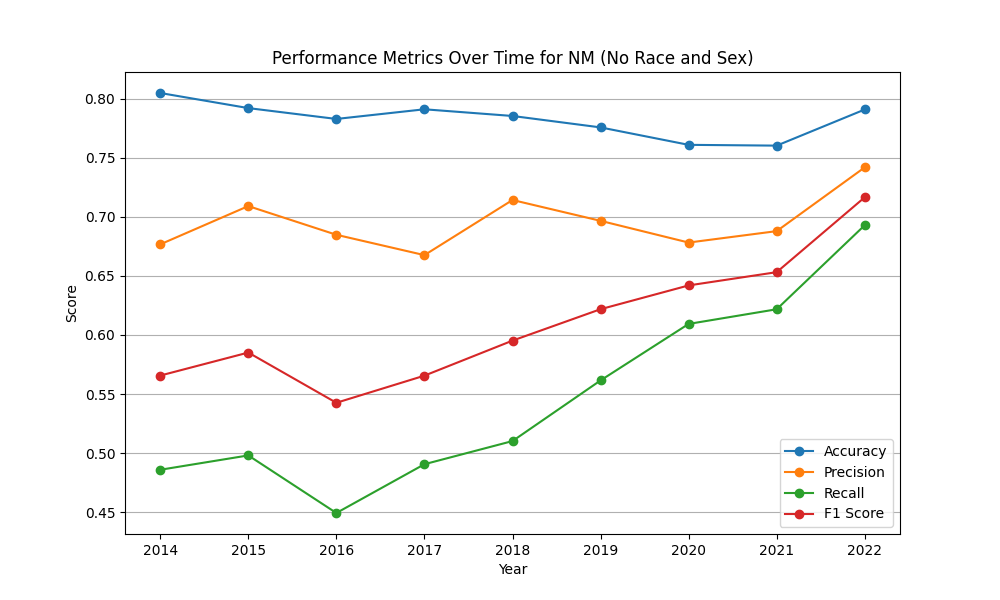 Performance Metrics Over Time for NM (No Race and Sex)
0.80
0.75
0.70
0.65
0.60
0.55
0.50
0.45
Score
Accuracy
Precision
Recall
F1 Score
2014 2015 2016 2017 2018 2019 2020 2021 2022
Year